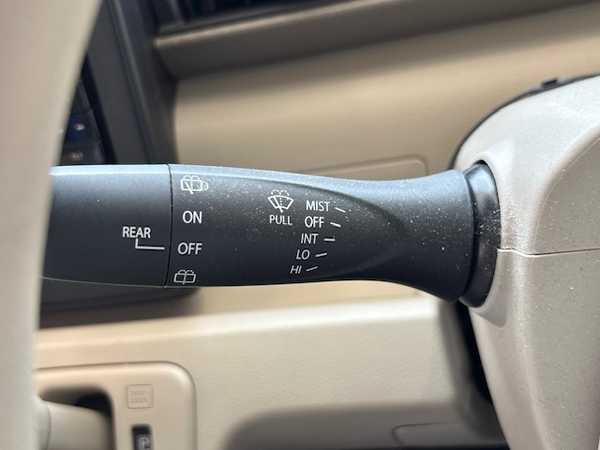 REAR
ON
OFF
PULL
MIST
OFF
INT
LO
HI
P